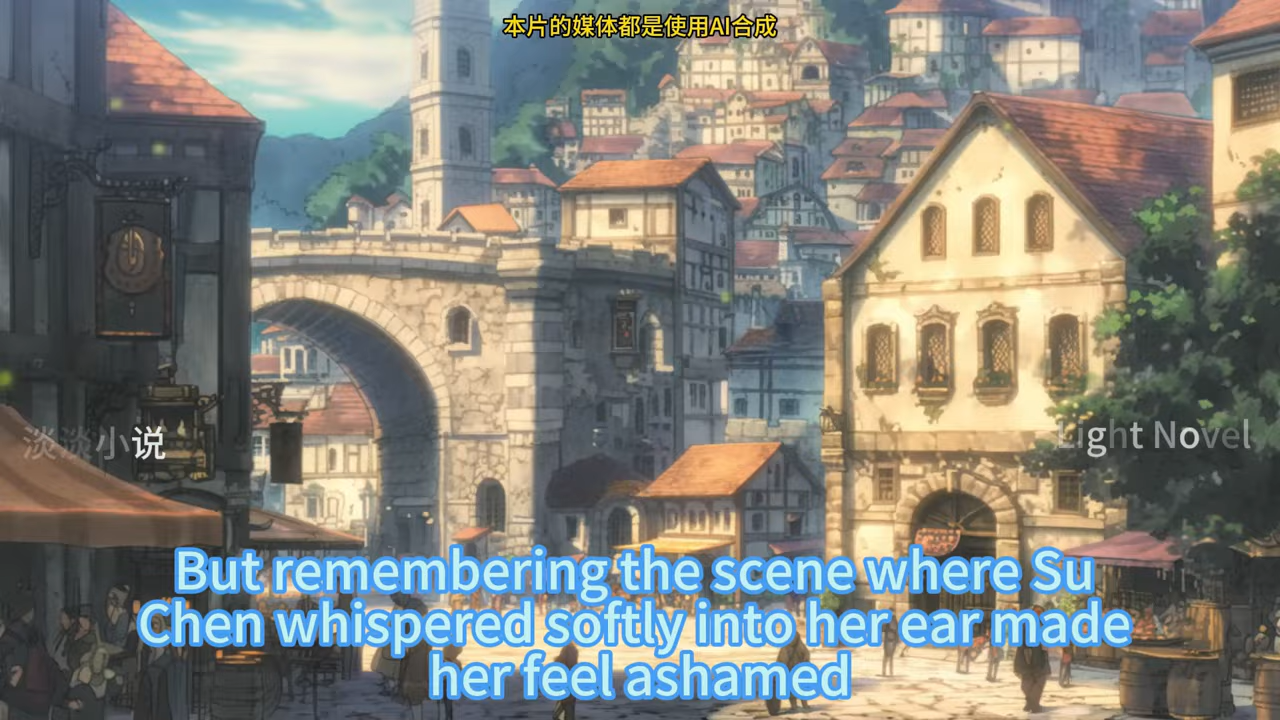 本片的媒体都是使用AI合成
淡淡小说
Light Novel
But remembering the scene where Su
Chen whispered softly into her ear made
her feel ashamed